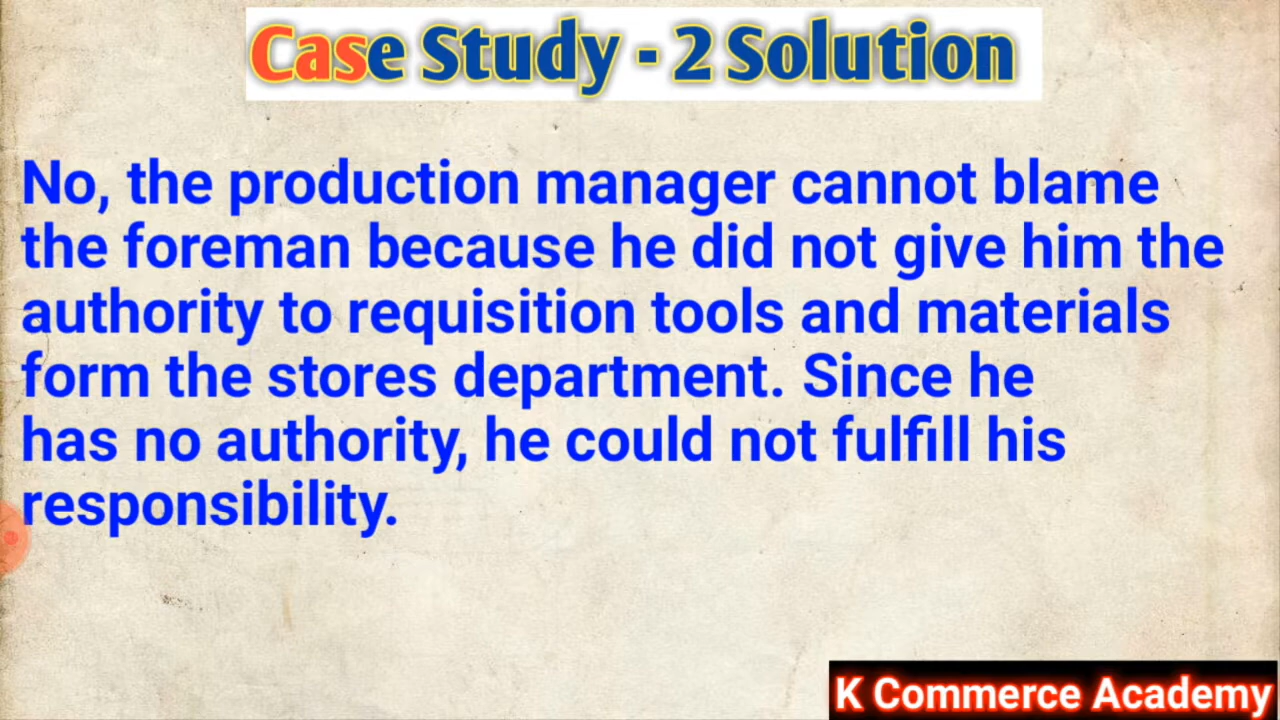 Case Study - 2 Solution
No, the production manager cannot blame
the foreman because he did not give him the
authority to requisition tools and materials
form the stores department. Since he
has no authority, he could not fulfill his
responsibility.
K Commerce Academy